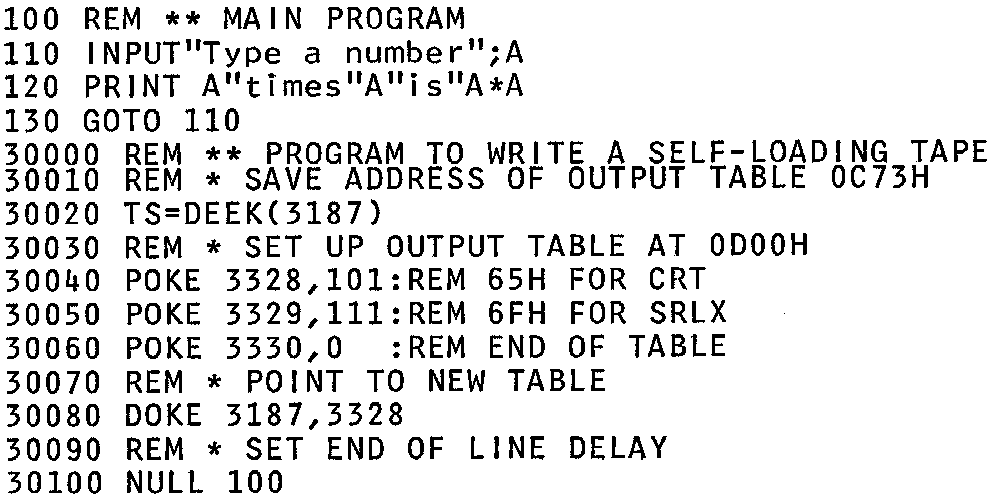 100 REM ** MAIN PROGRAM
110 INPUT"Type a number";A
120 PRINT A"times"A"is"A*A
130 GOTO 110
30000 REM ** PROGRAM TO WRITE A SELF-LOADING TAPE
30010 REM * SAVE ADDRESS OF OUTPUT TABLE 0C73H
30020 TS=DEEK(3187)
30030 REM * SET UP OUTPUT TABLE AT 0D00H
30040 POKE 3328,101:REM 65H FOR CRT
30050 POKE 3329,111:REM 6FH FOR SRLX
30060 POKE 3330,0  :REM END OF TABLE
30070 REM * POINT TO NEW TABLE
30080 DOKE 3187,3328
30090 REM * SET END OF LINE DELAY
30100 NULL 100